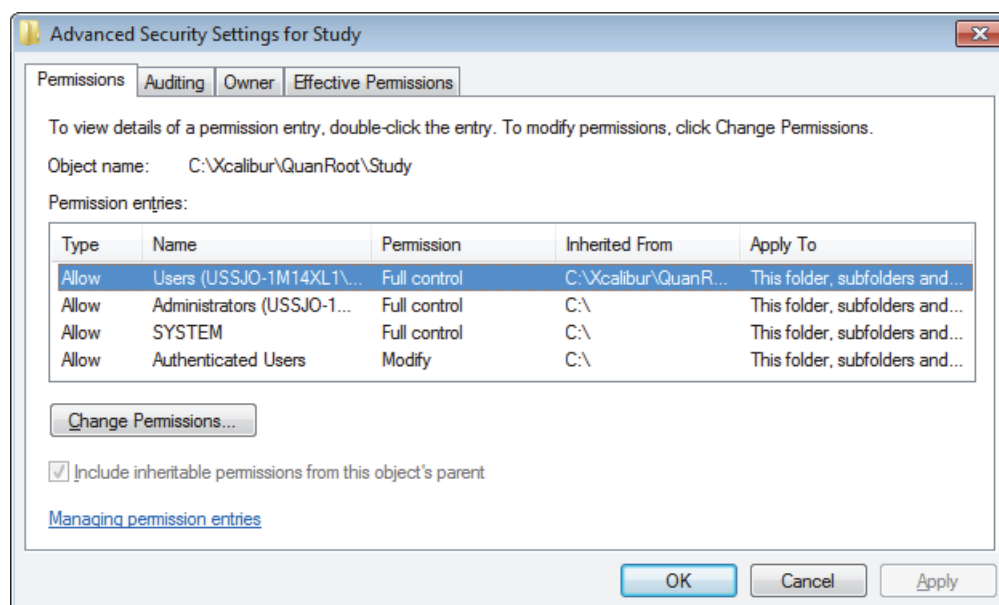 Advanced Security Settings for Study
Permissions Auditing Owner Effective Permissions
To view details of a permission entry, double-click the entry. To modify permissions, click Change Permissions.
Object name: C:\Xcalibur\QuanRoot\Study
Permission entries:
Type Name Permission Inherited From Apply To
Allow Users (USSJO-1M14XL1\... Full control C:\Xcalibur\QuanR... This folder, subfolders and...
Allow Administrators (USSJO-1... Full control C:\ This folder, subfolders and...
Allow SYSTEM Full control C:\ This folder, subfolders and...
Allow Authenticated Users Modify C:\ This folder, subfolders and...
Change Permissions...
Include inheritable permissions from this object's parent
Managing permission entries
OK Cancel Apply